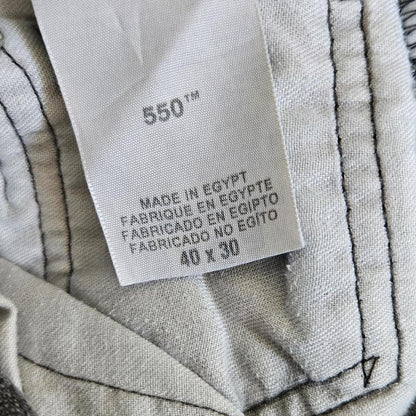 550™
MADE IN EGYPT
FABRIQUE EN EGYPTE
FABRICADO EN EGIPTO
FABRICADO NO EGITO
40 x 30